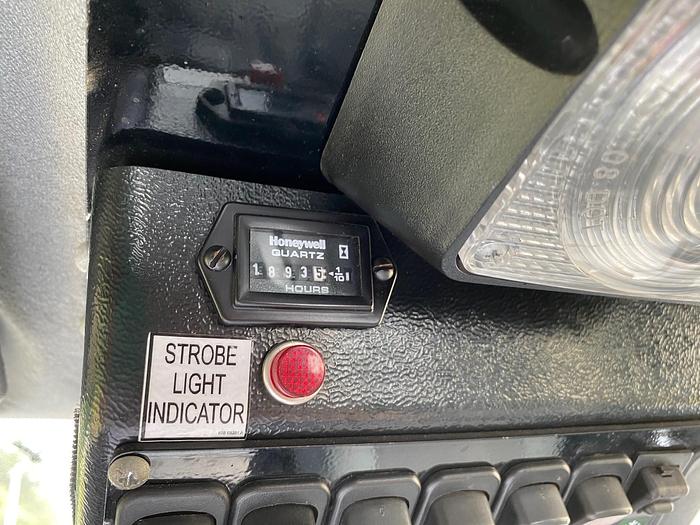 Honeywell
QUARTZ
1 8 9 3 5 ◄ 1/10
HOURS
STROBE
LIGHT
INDICATOR